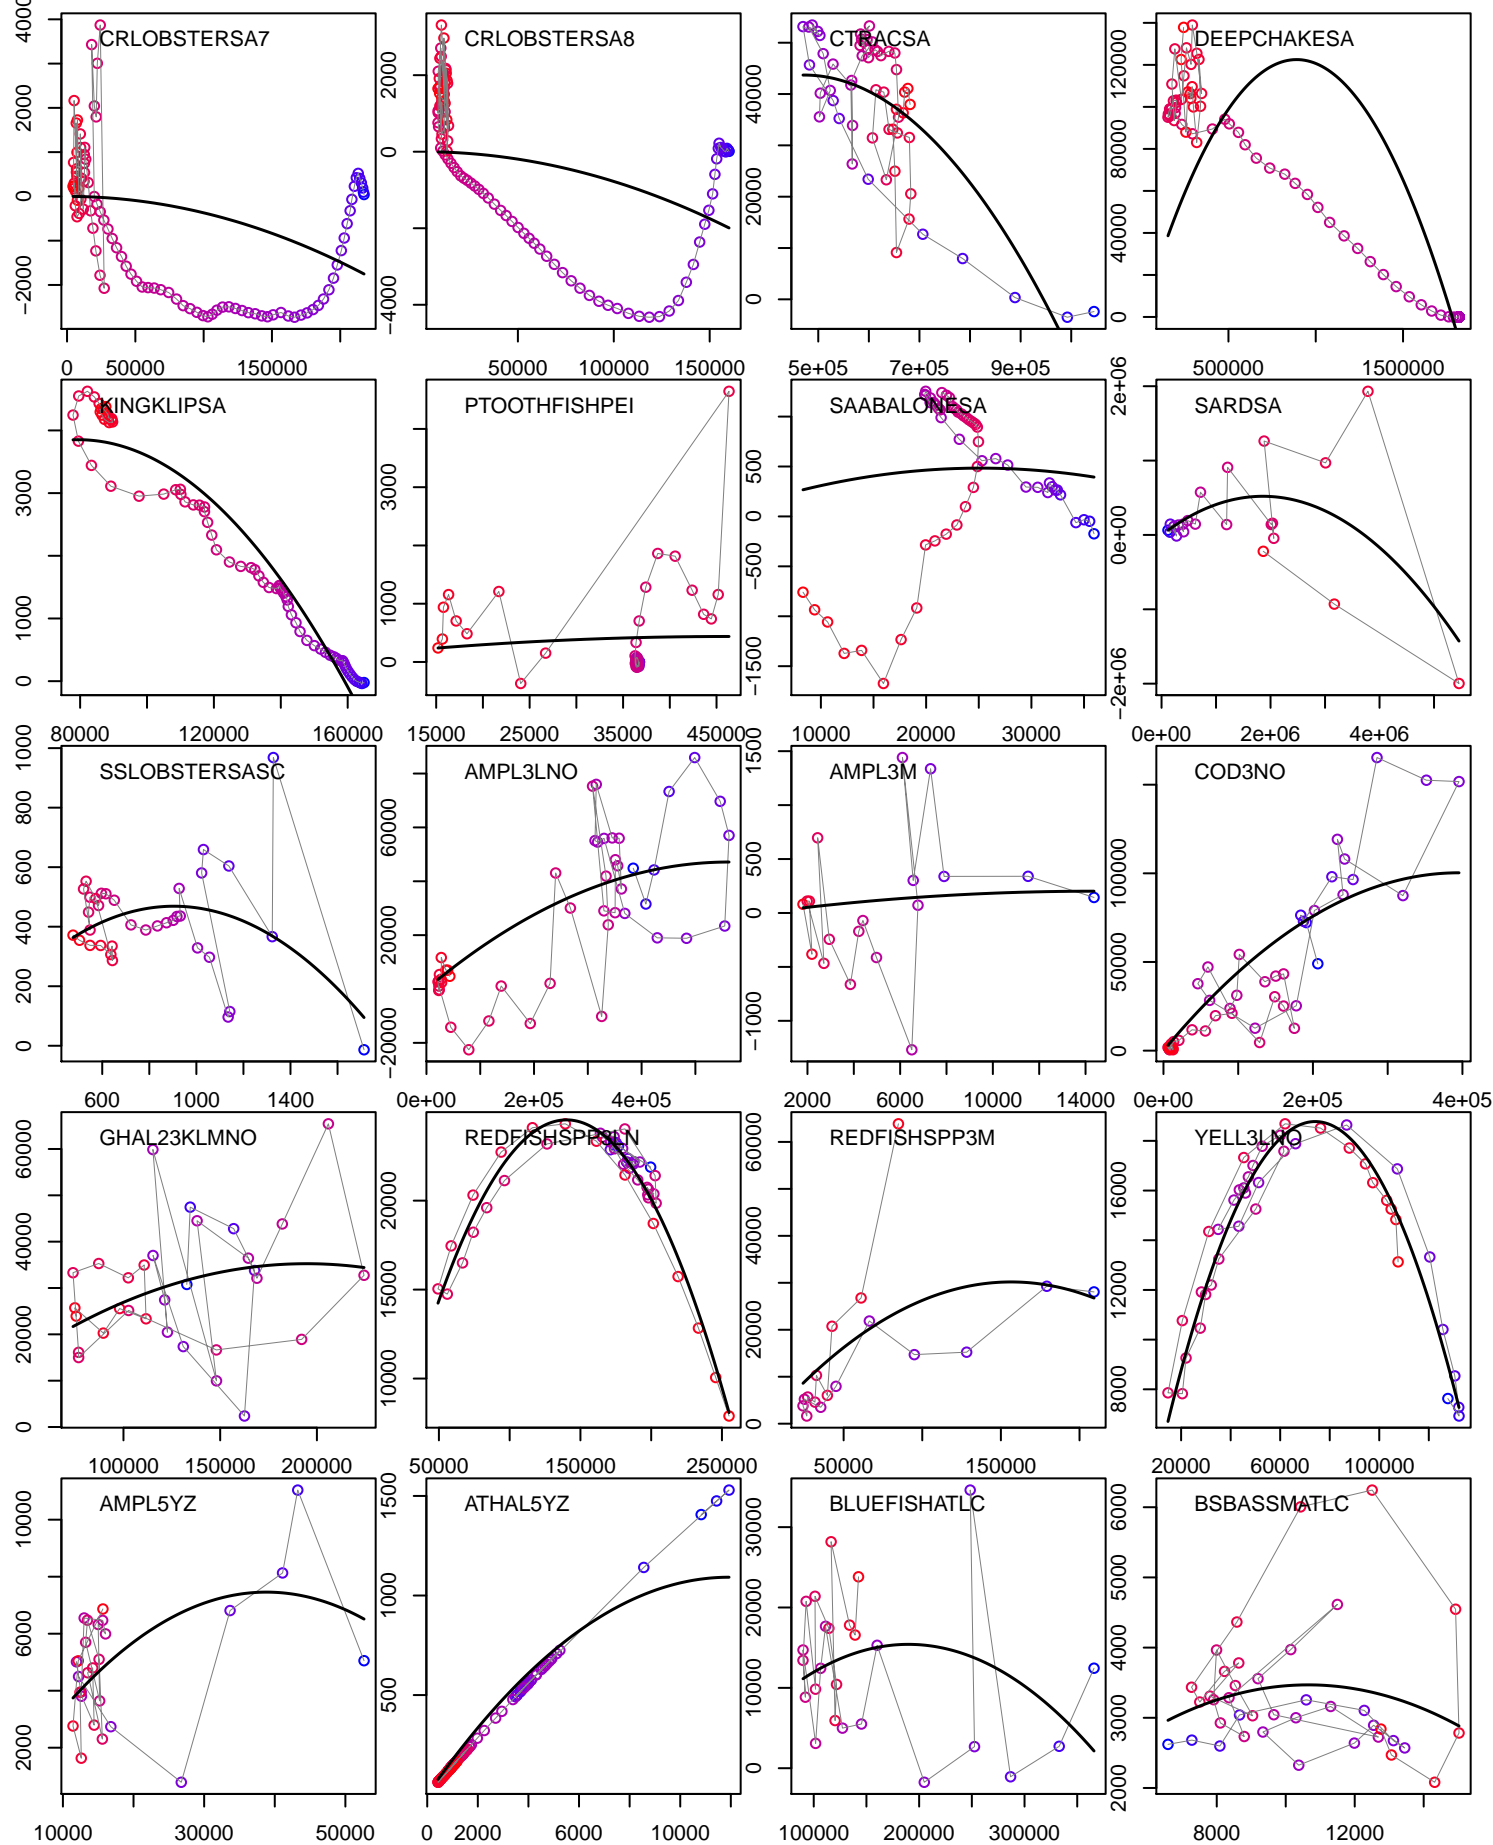 CRLOBSTERSA7
CRLOBSTERSA8
CTRACSA
DEEPCHAKESA
−2000 0 2000 4000
−4000 0 2000
0 20000 40000
0 40000 80000 120000
0 50000 150000
50000 100000 150000
5e+05 7e+05 9e+05
500000 1500000
KINGKLIPSA
PTOOTHFISHPEI
SAABALONESA
SARDSA
0 1000 3000
0 1000 3000
−1500 −500 0 500
−2e+06 0e+00 2e+06
80000 120000 160000
15000 25000 35000 45000
10000 20000 30000
0e+00 2e+06 4e+06
SSLOBSTERSASC
AMPL3LNO
AMPL3M
COD3NO
0 200 400 600 800 1000
−20000 20000 60000
−1000 0 500 1500
0 50000 100000
600 1000 1400
0e+00 2e+05 4e+05
2000 6000 10000 14000
0e+00 2e+05 4e+05
GHAL23KLMNO
REDFISHSPP3LN
REDFISHSPP3M
YELL3LNO
0 20000 40000 60000
10000 15000 20000
0 20000 40000 60000
8000 12000 16000
100000 150000 200000
50000 150000 250000
50000 150000
20000 60000 100000
AMPL5YZ
ATHAL5YZ
BLUEFISHATLC
BSBASSMATLC
2000 6000 10000
500 1000 1500
0 10000 20000 30000
2000 3000 4000 5000 6000
10000 30000 50000
0 2000 6000 10000
100000 200000 300000
8000 12000